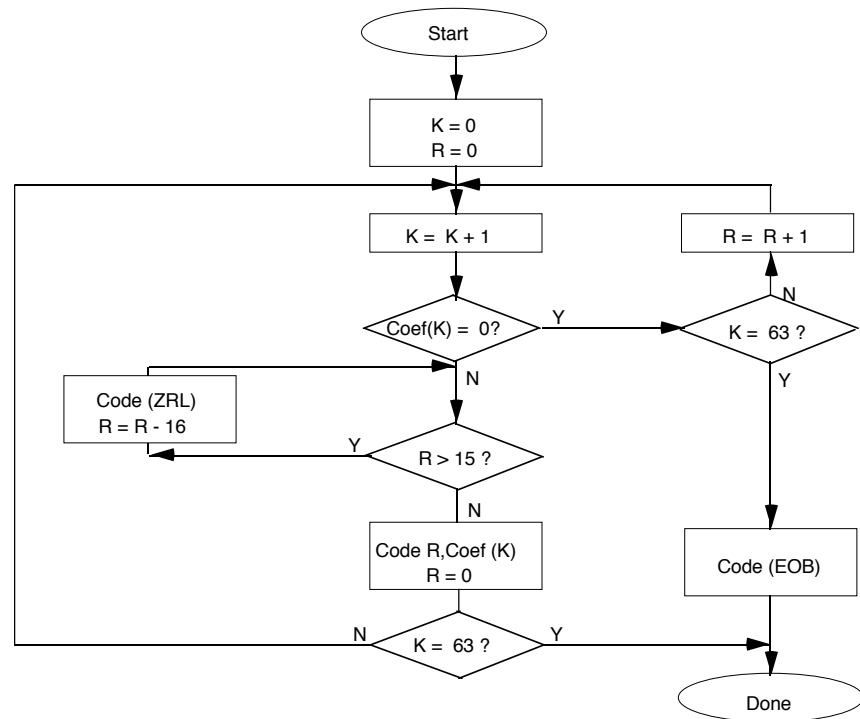 Start
K = 0
R = 0
K = K + 1
R = R + 1
N
Coef(K) = 0?
Y
K = 63 ?
N
Y
Code (ZRL)
R = R - 16
Y
R > 15 ?
N
Code R,Coef (K)
R = 0
Code (EOB)
N
K = 63 ?
Y
Done